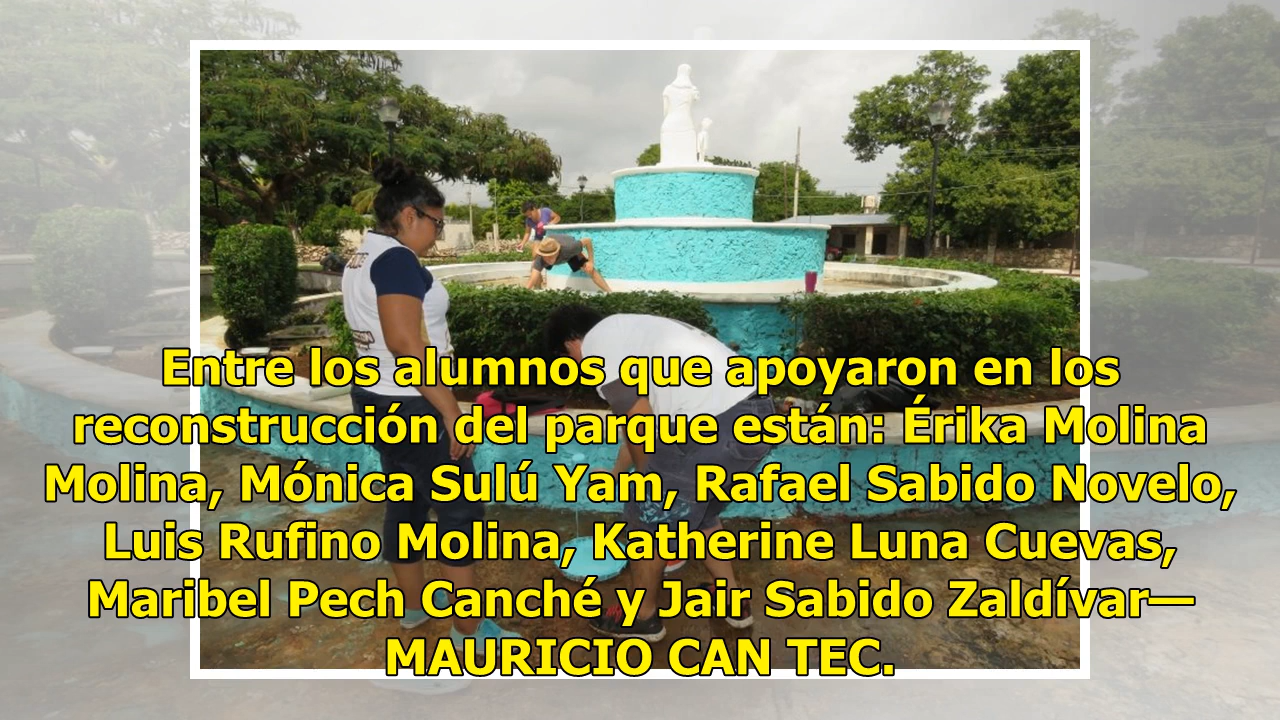 Entre los alumnos que apoyaron en los
reconstrucción del parque están: Érika Molina
Molina, Mónica Sulú Yam, Rafael Sabido Novelo,
Luis Rufino Molina, Katherine Luna Cuevas,
Maribel Pech Canché y Jair Sabido Zaldívar—
MAURICIO CAN TEC.